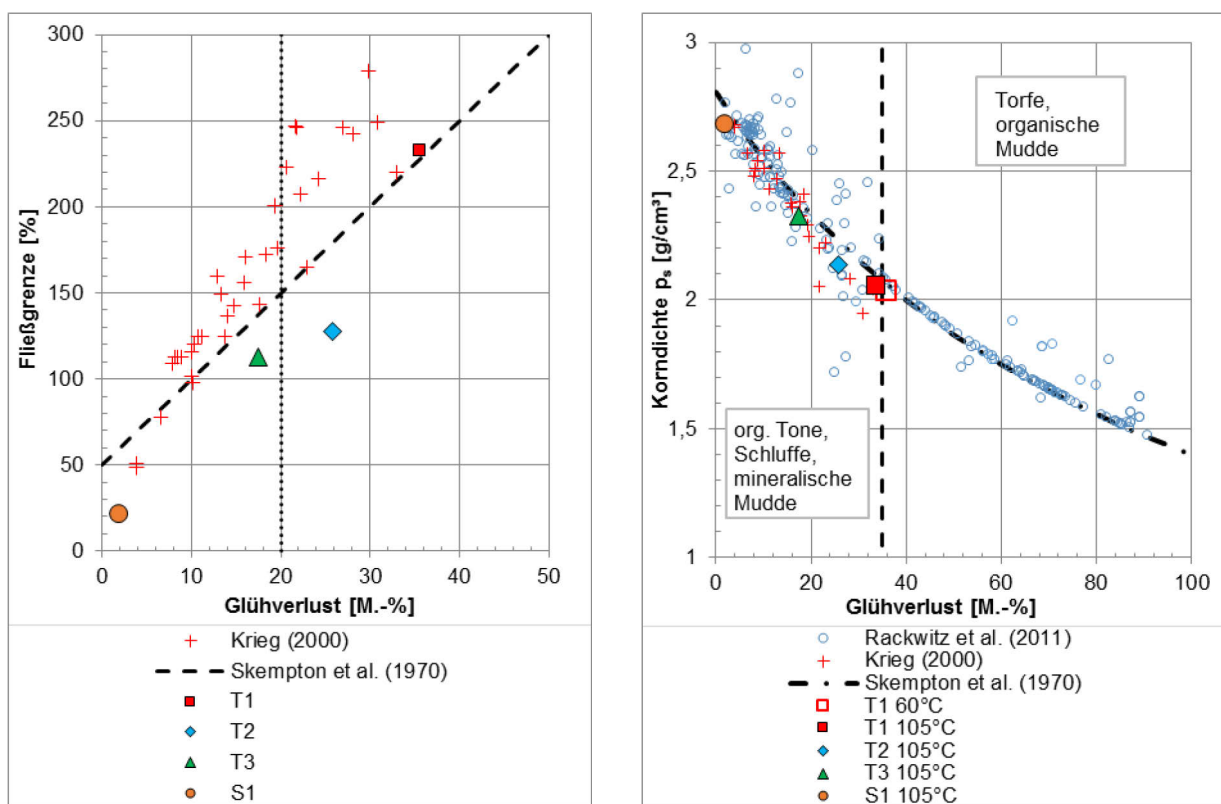 300
250
200
150
100
50
0
Fließgrenze [%]
0 10 20 30 40 50
Glühverlust [M.-%]
Krieg (2000)
Skempton et al. (1970)
T1
T2
T3
S1
3
2,5
2
1,5
1
Korndichte ps [g/cm³]
Torfe,
organische
Mudde
org. Tone,
Schluffe,
mineralische
Mudde
0 20 40 60 80 100
Glühverlust [M.-%]
Rackwitz et al. (2011)
Krieg (2000)
Skempton et al. (1970)
T1 60°C
T1 105°C
T2 105°C
T3 105°C
S1 105°C